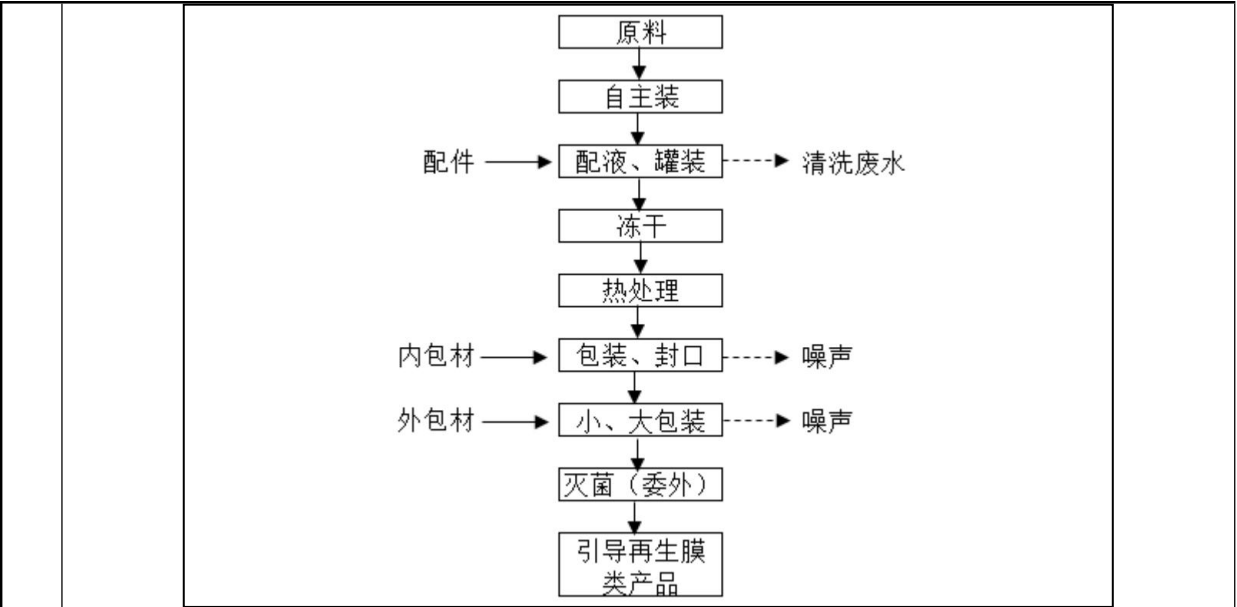 原料
自主装
配件
配液、罐装
清洗废水
冻干
热处理
内包材
包装、封口
噪声
外包材
小、大包装
噪声
灭菌（委外）
引导再生膜
类产品